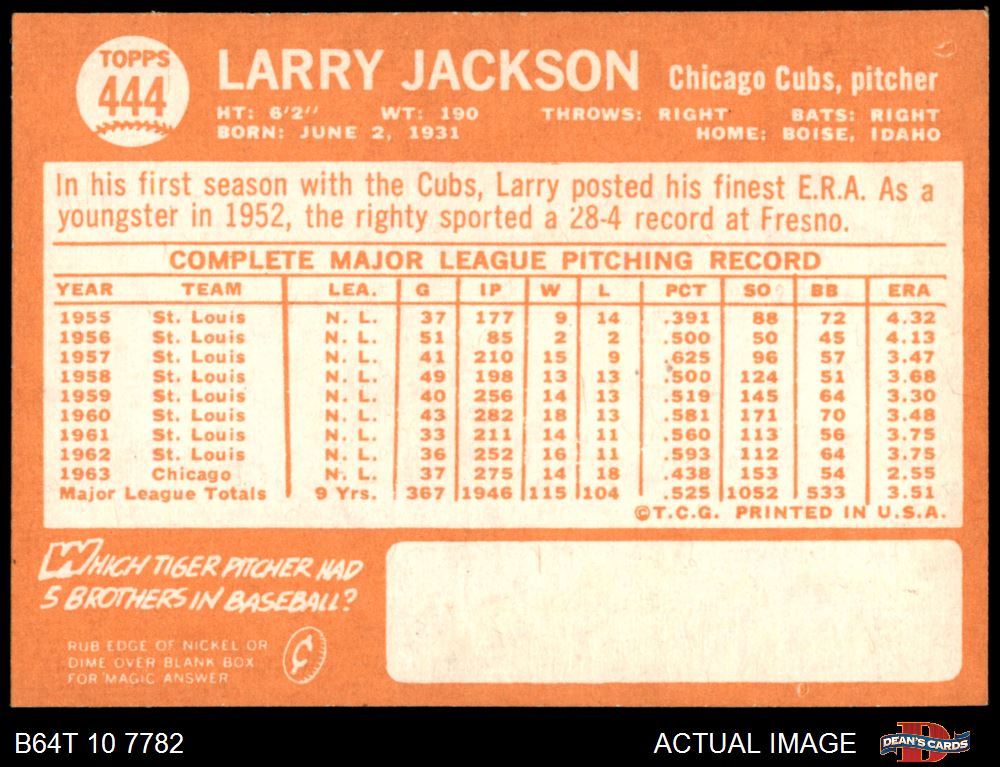 TOPPS
444
LARRY JACKSON Chicago Cubs, pitcher
HT: 6'2'' WT: 190 THROWS: RIGHT BATS: RIGHT
BORN: JUNE 2, 1931 HOME: BOISE, IDAHO
In his first season with the Cubs, Larry posted his finest E.R.A. As a
youngster in 1952, the righty sported a 28-4 record at Fresno.
COMPLETE MAJOR LEAGUE PITCHING RECORD
YEAR TEAM LEA. G IP W L PCT SO BB ERA
1955 St. Louis N. L. 37 177 9 14 .391 88 72 4.32
1956 St. Louis N. L. 51 85 2 2 .500 50 45 4.13
1957 St. Louis N. L. 41 210 15 9 .625 96 57 3.47
1958 St. Louis N. L. 49 198 13 13 .500 124 51 3.68
1959 St. Louis N. L. 40 256 14 13 .519 145 64 3.30
1960 St. Louis N. L. 43 282 18 13 .581 171 70 3.48
1961 St. Louis N. L. 33 211 14 11 .560 113 56 3.75
1962 St. Louis N. L. 36 252 16 11 .593 112 64 3.75
1963 Chicago N. L. 37 275 14 18 .438 153 54 2.55
Major League Totals 9 Yrs. 367 1946 115 104 .525 1052 533 3.51
©T.C.G. PRINTED IN U.S.A.
WHICH TIGER PITCHER HAD
5 BROTHERS IN BASEBALL?
RUB EDGE OF NICKEL OR
DIME OVER BLANK BOX
FOR MAGIC ANSWER
¢
B64T 10 7782 ACTUAL IMAGE
D
DEAN'S CARDS